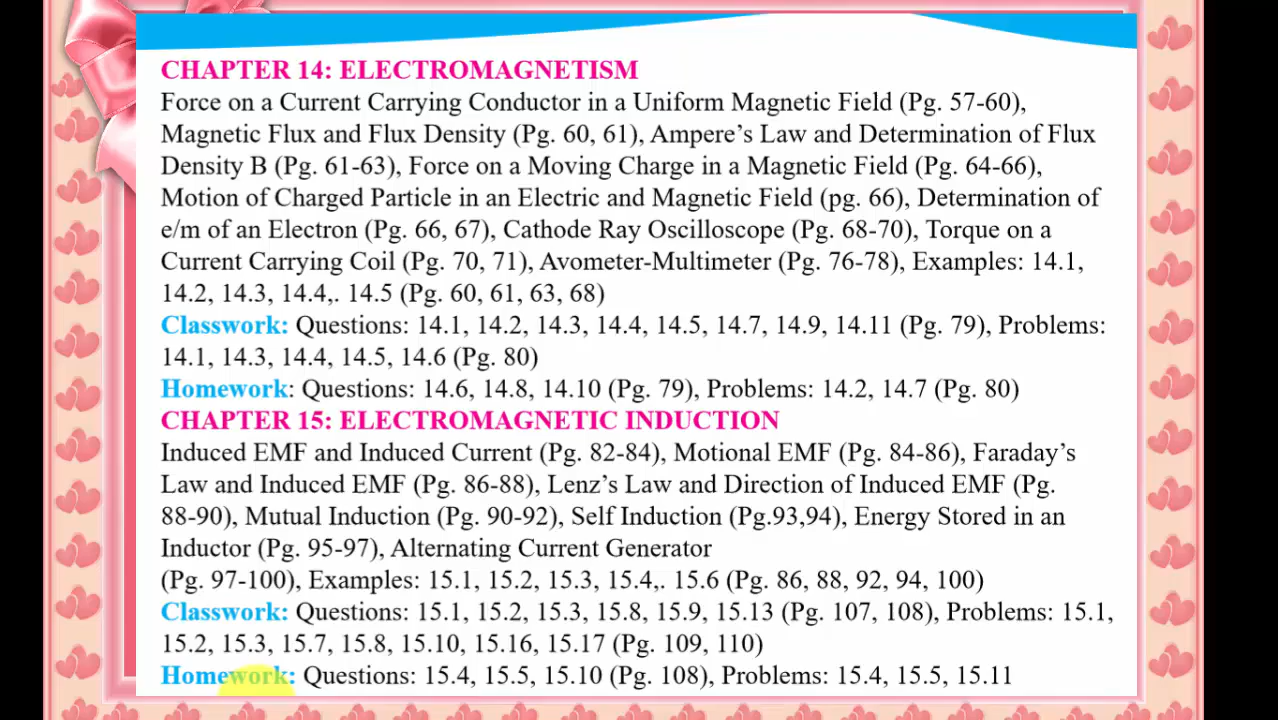 CHAPTER 14: ELECTROMAGNETISM
Force on a Current Carrying Conductor in a Uniform Magnetic Field (Pg. 57-60),
Magnetic Flux and Flux Density (Pg. 60, 61), Ampere’s Law and Determination of Flux
Density B (Pg. 61-63), Force on a Moving Charge in a Magnetic Field (Pg. 64-66),
Motion of Charged Particle in an Electric and Magnetic Field (pg. 66), Determination of
e/m of an Electron (Pg. 66, 67), Cathode Ray Oscilloscope (Pg. 68-70), Torque on a
Current Carrying Coil (Pg. 70, 71), Avometer-Multimeter (Pg. 76-78), Examples: 14.1,
14.2, 14.3, 14.4,. 14.5 (Pg. 60, 61, 63, 68)
Classwork: Questions: 14.1, 14.2, 14.3, 14.4, 14.5, 14.7, 14.9, 14.11 (Pg. 79), Problems:
14.1, 14.3, 14.4, 14.5, 14.6 (Pg. 80)
Homework: Questions: 14.6, 14.8, 14.10 (Pg. 79), Problems: 14.2, 14.7 (Pg. 80)
CHAPTER 15: ELECTROMAGNETIC INDUCTION
Induced EMF and Induced Current (Pg. 82-84), Motional EMF (Pg. 84-86), Faraday’s
Law and Induced EMF (Pg. 86-88), Lenz’s Law and Direction of Induced EMF (Pg.
88-90), Mutual Induction (Pg. 90-92), Self Induction (Pg.93,94), Energy Stored in an
Inductor (Pg. 95-97), Alternating Current Generator
(Pg. 97-100), Examples: 15.1, 15.2, 15.3, 15.4,. 15.6 (Pg. 86, 88, 92, 94, 100)
Classwork: Questions: 15.1, 15.2, 15.3, 15.8, 15.9, 15.13 (Pg. 107, 108), Problems: 15.1,
15.2, 15.3, 15.7, 15.8, 15.10, 15.16, 15.17 (Pg. 109, 110)
Homework: Questions: 15.4, 15.5, 15.10 (Pg. 108), Problems: 15.4, 15.5, 15.11